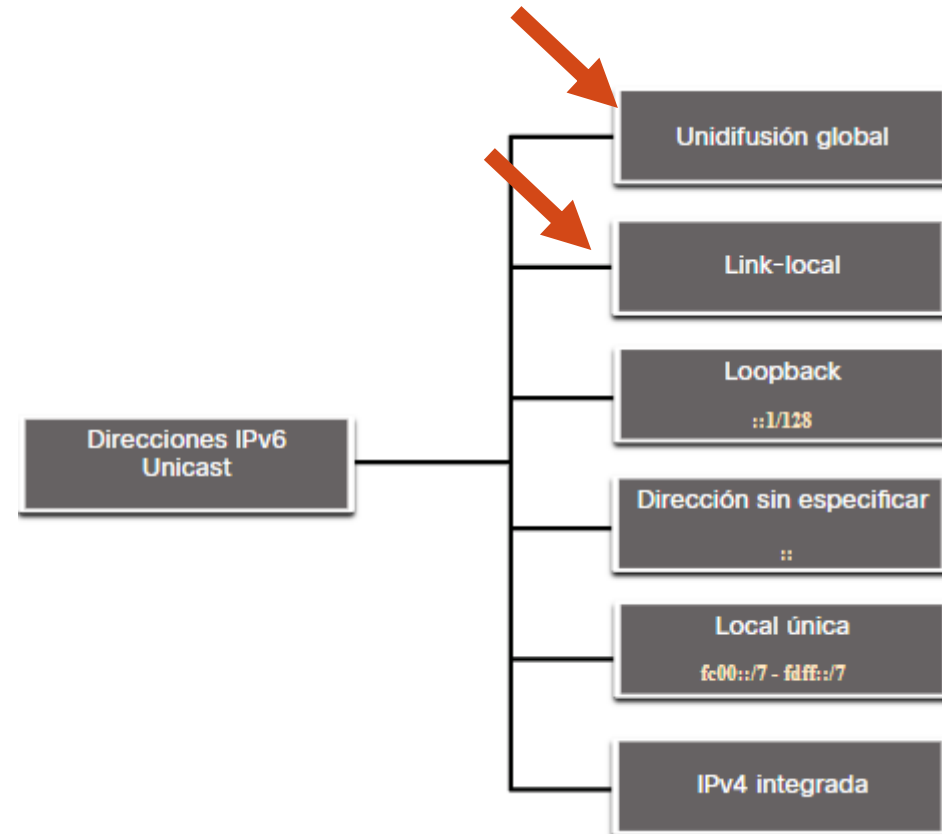 Unidifusión global
Link-local
Loopback
::1/128
Direcciones IPv6
Unicast
Dirección sin especificar
::
Local única
fc00::/7 - fdff::/7
IPv4 integrada